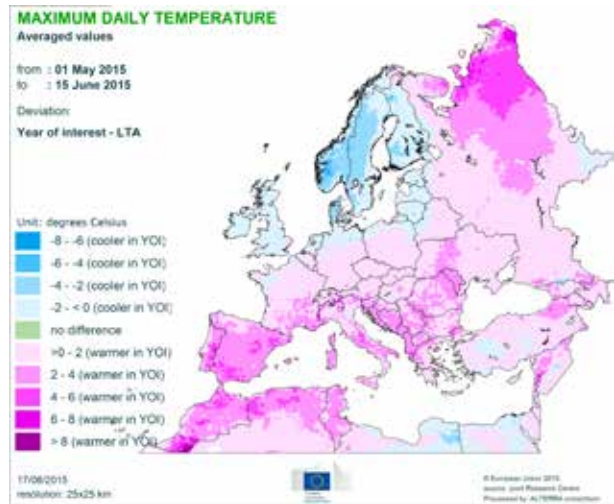 MAXIMUM DAILY TEMPERATURE
Averaged values
from : 01 May 2015
to : 15 June 2015
Deviation:
Year of interest - LTA
Unit: degrees Celsius
-8 - -6 (cooler in YOI)
-6 - -4 (cooler in YOI)
-4 - -2 (cooler in YOI)
-2 - < 0 (cooler in YOI)
no difference
>0 - 2 (warmer in YOI)
2 - 4 (warmer in YOI)
4 - 6 (warmer in YOI)
6 - 8 (warmer in YOI)
> 8 (warmer in YOI)
17/06/2015
resolution: 25x25 km
© European Union 2015
source: Joint Research Centre
Processed by ALTERRA consortium